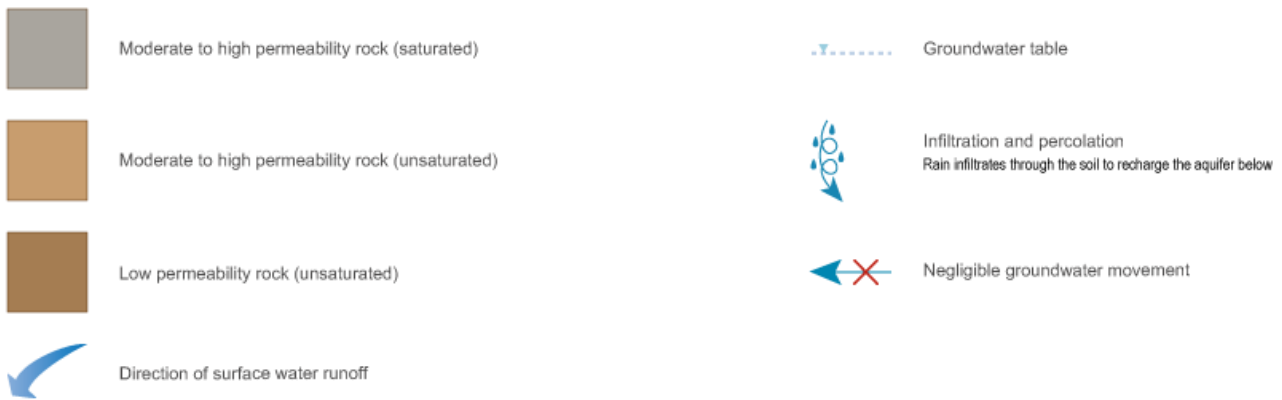 Moderate to high permeability rock (saturated)
Moderate to high permeability rock (unsaturated)
Low permeability rock (unsaturated)
Direction of surface water runoff
Groundwater table
Infiltration and percolation
Rain infiltrates through the soil to recharge the aquifer below
Negligible groundwater movement